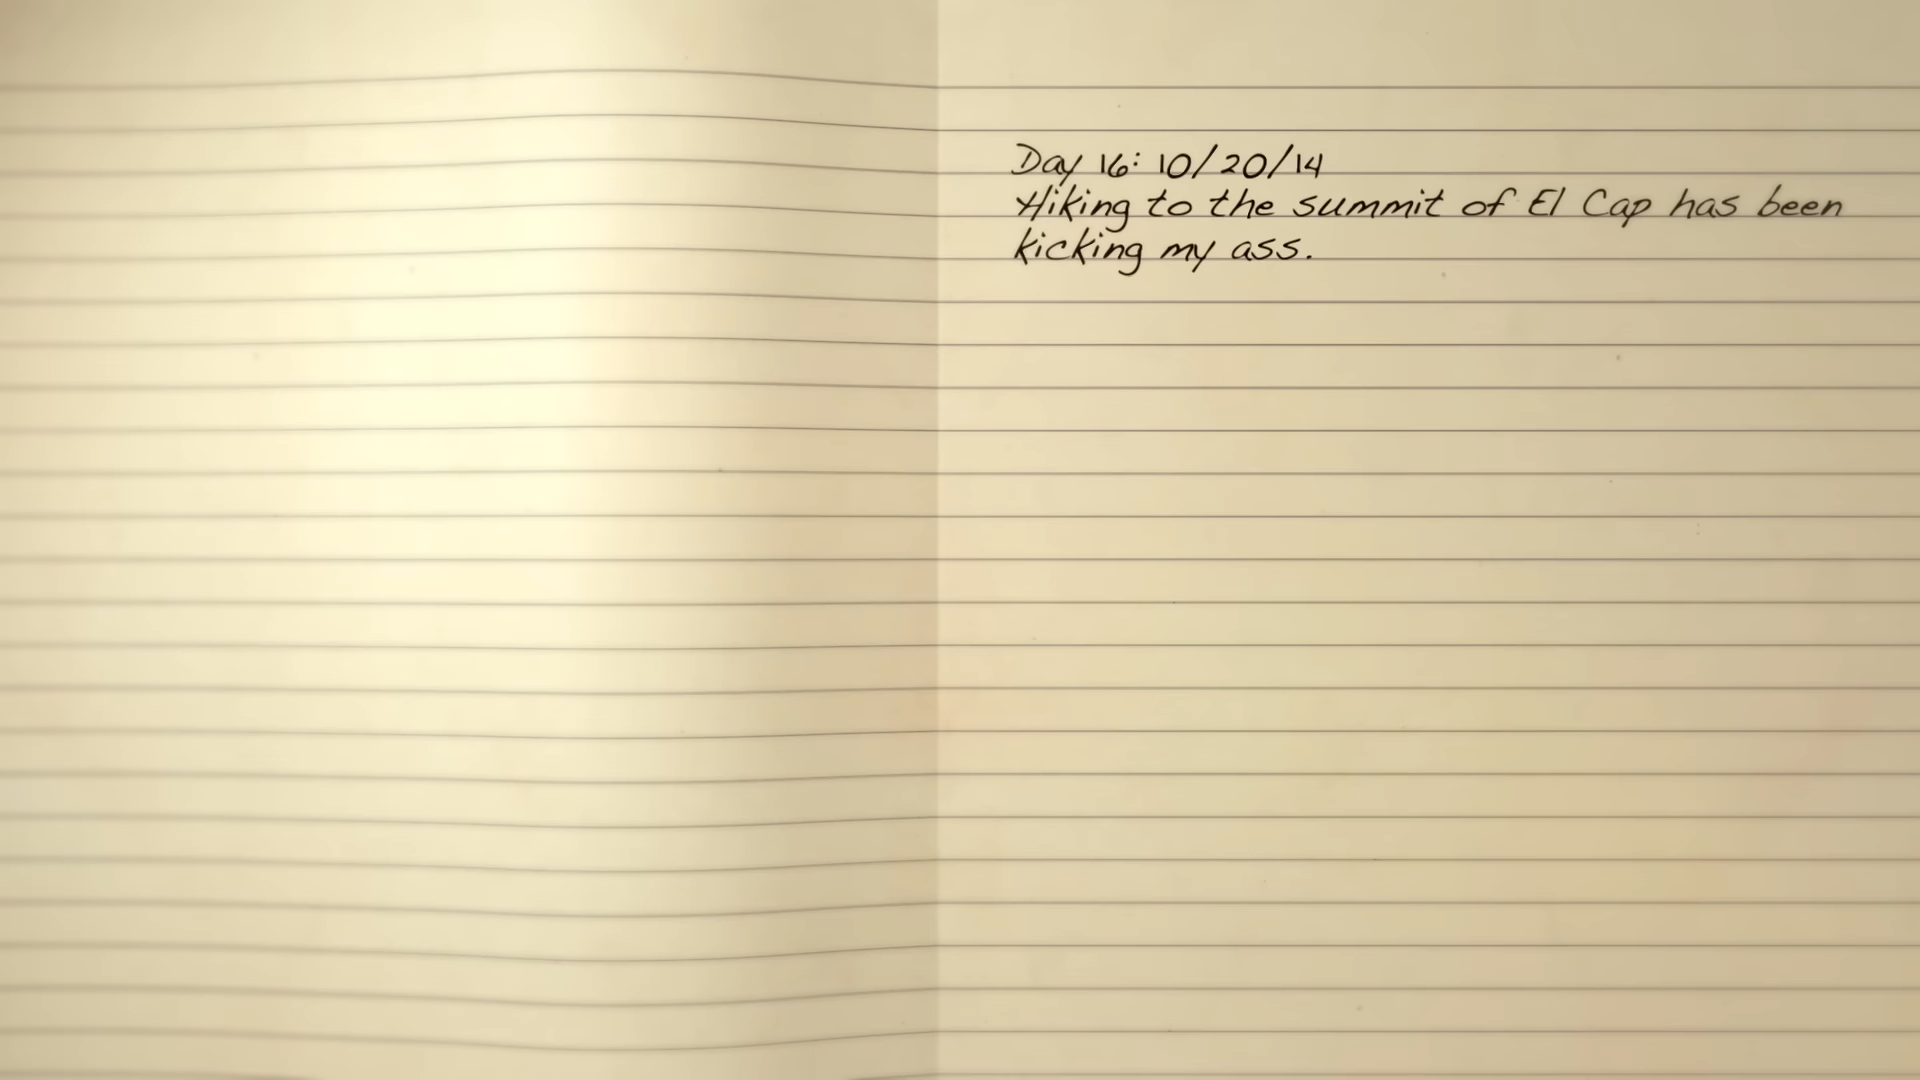 Day 16: 10/20/14
Hiking to the summit of El Cap has been
kicking my ass.